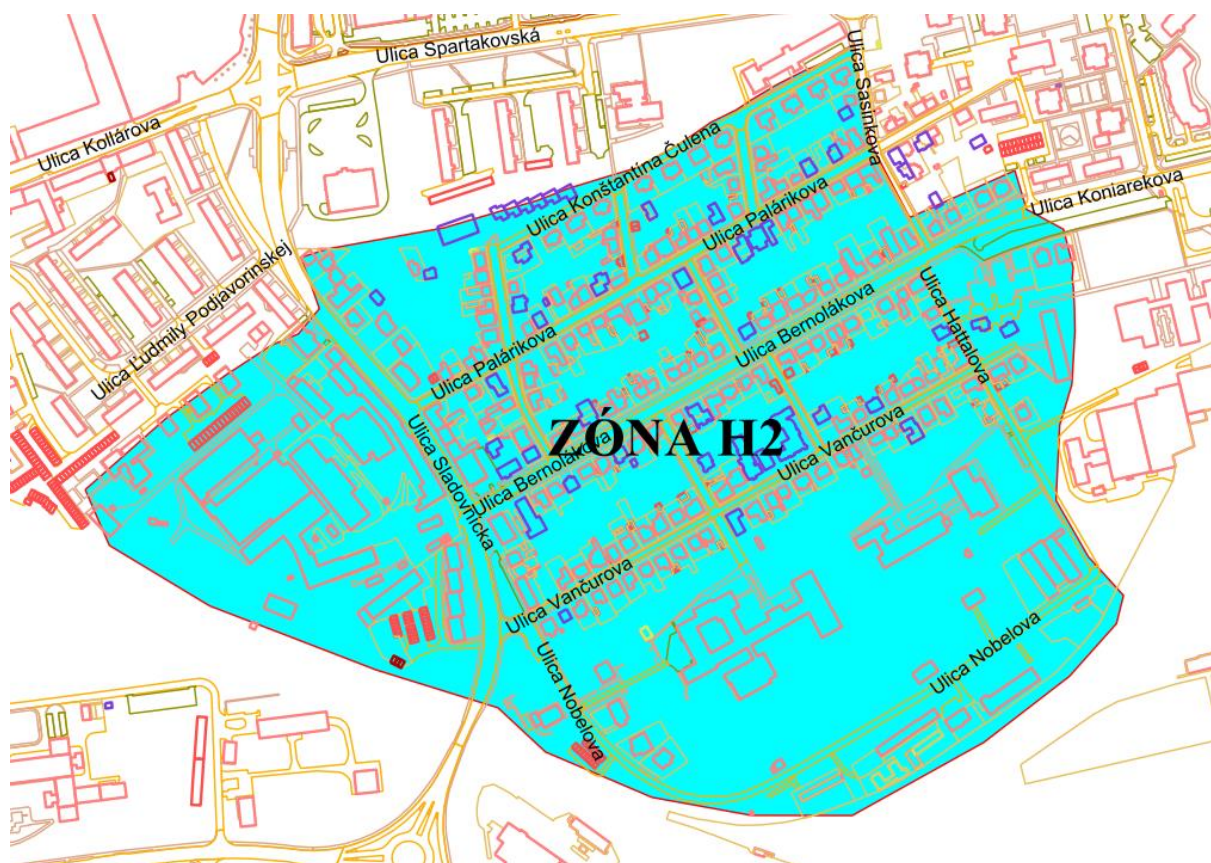 Ulica Spartakovská
Ulica Sasinkova
Ulica Kollárova
Ulica Konštantína Čulena
Ulica Palárikova
Ulica Koniarekova
Ulica Ľudmily Podjavorinskej
Ulica Hattalova
Ulica Bernolákova
Ulica Palárikova
ZÓNA H2
Ulica Sladovnícka
Ulica Bernolákova
Ulica Vančurova
Ulica Vančurova
Ulica Nobelova
Ulica Nobelova